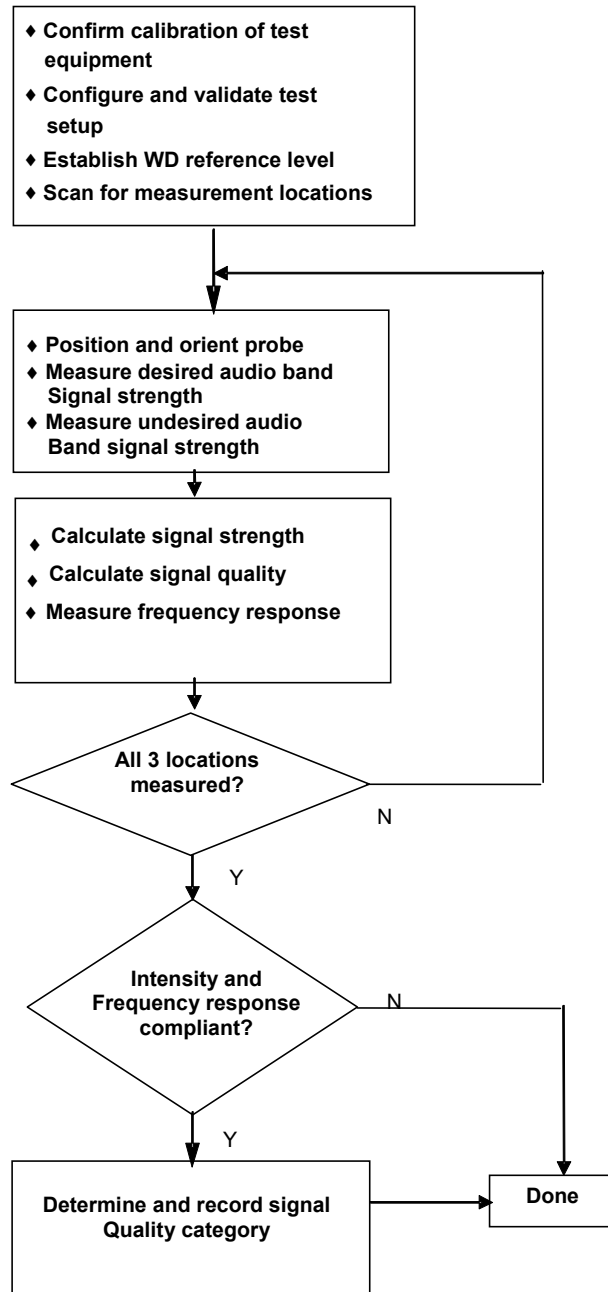 ♦ Confirm calibration of test
equipment
♦ Configure and validate test
setup
♦ Establish WD reference level
♦ Scan for measurement locations
♦ Position and orient probe
♦ Measure desired audio band
Signal strength
♦ Measure undesired audio
Band signal strength
♦ Calculate signal strength
♦ Calculate signal quality
♦ Measure frequency response
All 3 locations
measured?
N
Y
Intensity and
Frequency response
compliant?
N
Y
Determine and record signal
Quality category
Done